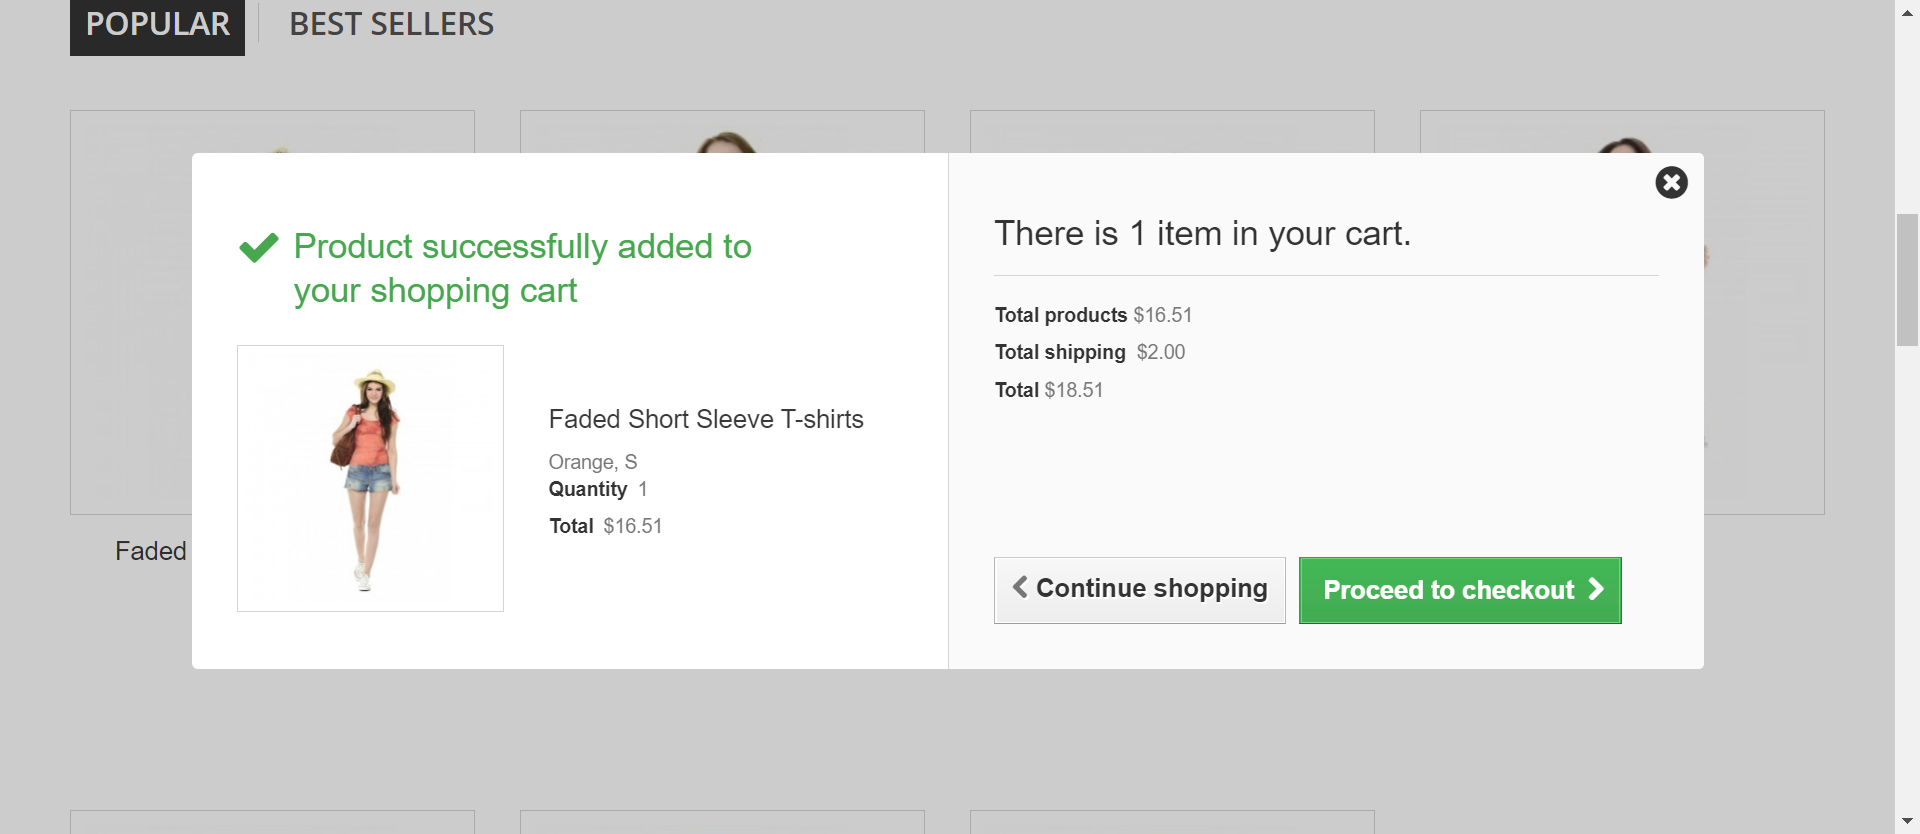 POPULAR
BEST SELLERS
Product successfully added to
your shopping cart
Faded Short Sleeve T-shirts
Orange, S
Quantity 1
Total $16.51
There is 1 item in your cart.
Total products $16.51
Total shipping $2.00
Total $18.51
Continue shopping
Proceed to checkout
Faded